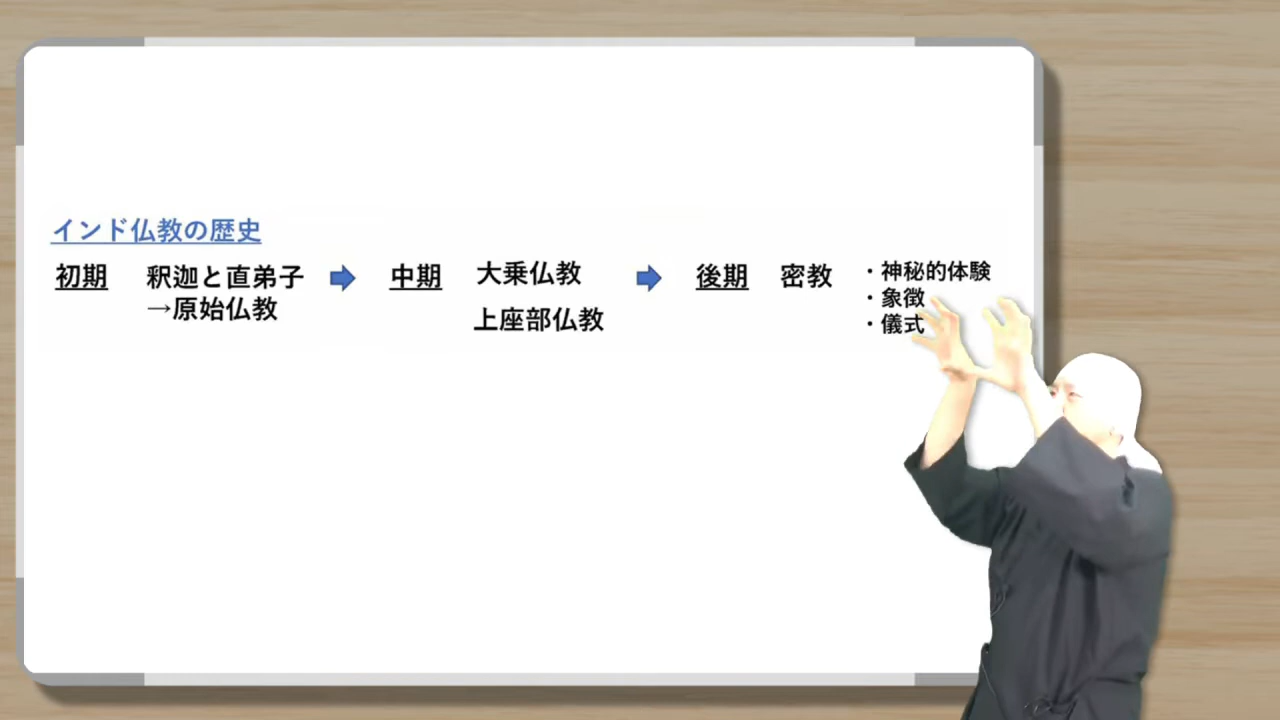 インド仏教の歴史
初期 釈迦と直弟子
→原始仏教
中期 大乗仏教
上座部仏教
後期 密教
・神秘的体験
・象徴
・儀式